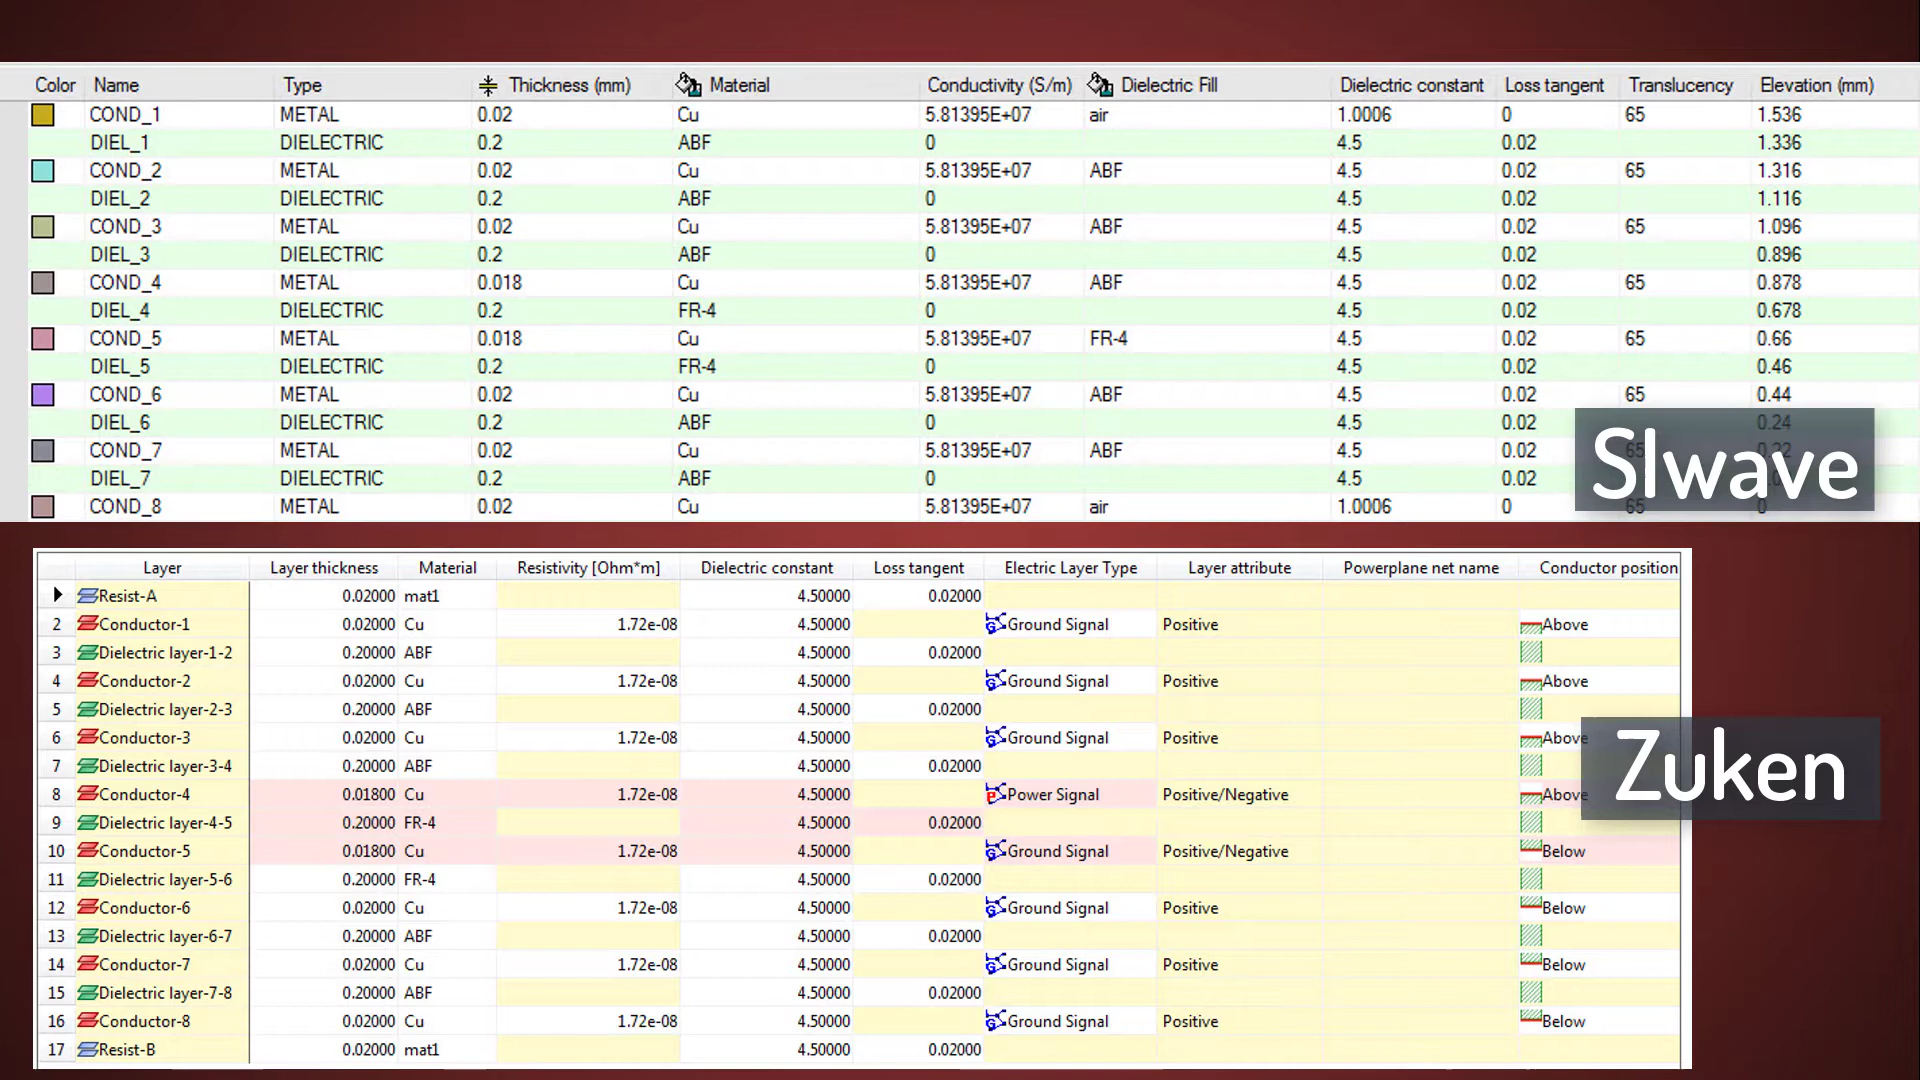 Color Name Type Thickness (mm) Material Conductivity (S/m) Dielectric Fill Dielectric constant Loss tangent Translucency Elevation (mm)
COND_1 METAL 0.02 Cu 5.81395E+07 air 1.0006 0 65 1.536
DIEL_1 DIELECTRIC 0.2 ABF 0 4.5 0.02 1.336
COND_2 METAL 0.02 Cu 5.81395E+07 ABF 4.5 0.02 65 1.316
DIEL_2 DIELECTRIC 0.2 ABF 0 4.5 0.02 1.116
COND_3 METAL 0.02 Cu 5.81395E+07 ABF 4.5 0.02 65 1.096
DIEL_3 DIELECTRIC 0.2 ABF 0 4.5 0.02 0.896
COND_4 METAL 0.018 Cu 5.81395E+07 ABF 4.5 0.02 65 0.878
DIEL_4 DIELECTRIC 0.2 FR-4 0 4.5 0.02 0.678
COND_5 METAL 0.018 Cu 5.81395E+07 FR-4 4.5 0.02 65 0.66
DIEL_5 DIELECTRIC 0.2 FR-4 0 4.5 0.02 0.46
COND_6 METAL 0.02 Cu 5.81395E+07 ABF 4.5 0.02 65 0.44
DIEL_6 DIELECTRIC 0.2 ABF 0 4.5 0.02 0.24
COND_7 METAL 0.02 Cu 5.81395E+07 ABF 4.5 0.02 65 0.22
DIEL_7 DIELECTRIC 0.2 ABF 0 4.5 0.02
COND_8 METAL 0.02 Cu 5.81395E+07 air 1.0006 0 65 0
SIwave
Layer Layer thickness Material Resistivity [Ohm*m] Dielectric constant Loss tangent Electric Layer Type Layer attribute Powerplane net name Conductor position
Resist-A 0.02000 mat1 4.50000 0.02000
2 Conductor-1 0.02000 Cu 1.72e-08 4.50000 Ground Signal Positive Above
3 Dielectric layer-1-2 0.20000 ABF 4.50000 0.02000
4 Conductor-2 0.02000 Cu 1.72e-08 4.50000 Ground Signal Positive Above
5 Dielectric layer-2-3 0.20000 ABF 4.50000 0.02000
6 Conductor-3 0.02000 Cu 1.72e-08 4.50000 Ground Signal Positive Above
7 Dielectric layer-3-4 0.20000 ABF 4.50000 0.02000
8 Conductor-4 0.01800 Cu 1.72e-08 4.50000 Power Signal Positive/Negative Above
9 Dielectric layer-4-5 0.20000 FR-4 4.50000 0.02000
10 Conductor-5 0.01800 Cu 1.72e-08 4.50000 Ground Signal Positive/Negative Below
11 Dielectric layer-5-6 0.20000 FR-4 4.50000 0.02000
12 Conductor-6 0.02000 Cu 1.72e-08 4.50000 Ground Signal Positive Below
13 Dielectric layer-6-7 0.20000 ABF 4.50000 0.02000
14 Conductor-7 0.02000 Cu 1.72e-08 4.50000 Ground Signal Positive Below
15 Dielectric layer-7-8 0.20000 ABF 4.50000 0.02000
16 Conductor-8 0.02000 Cu 1.72e-08 4.50000 Ground Signal Positive Below
17 Resist-B 0.02000 mat1 4.50000 0.02000
Zuken